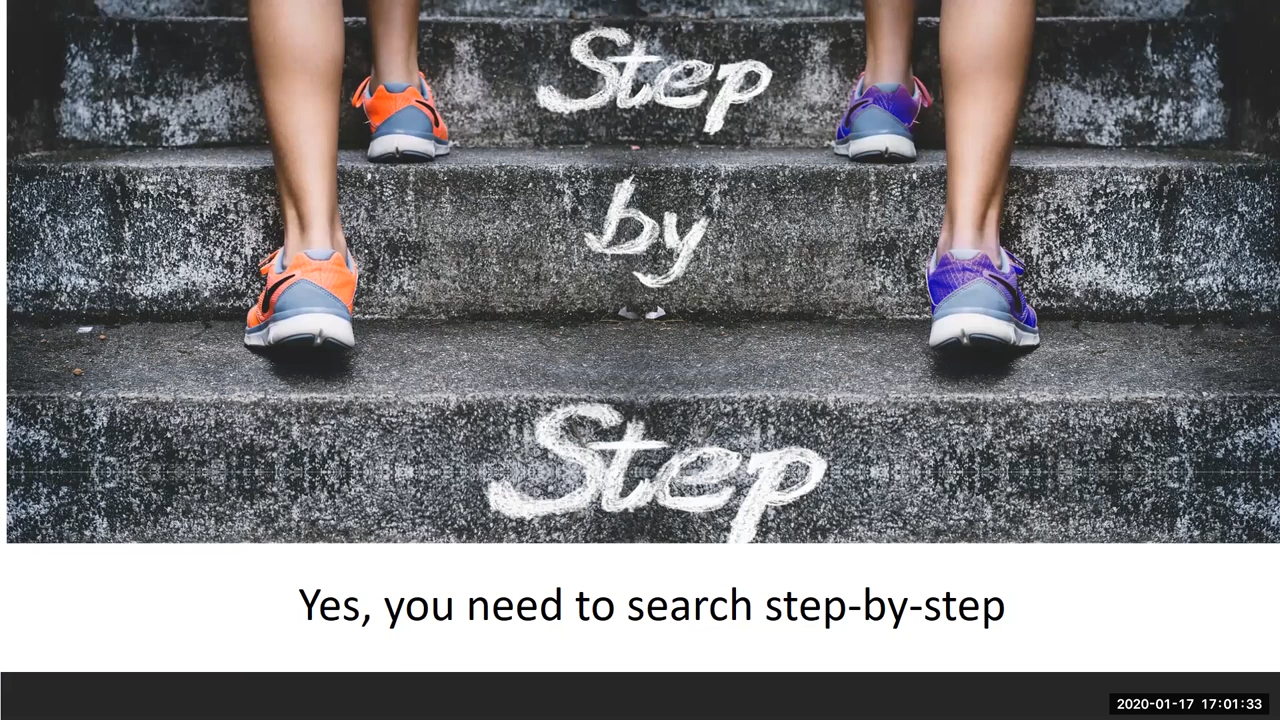 Step
by
Step
Yes, you need to search step-by-step
2020-01-17 17:01:33